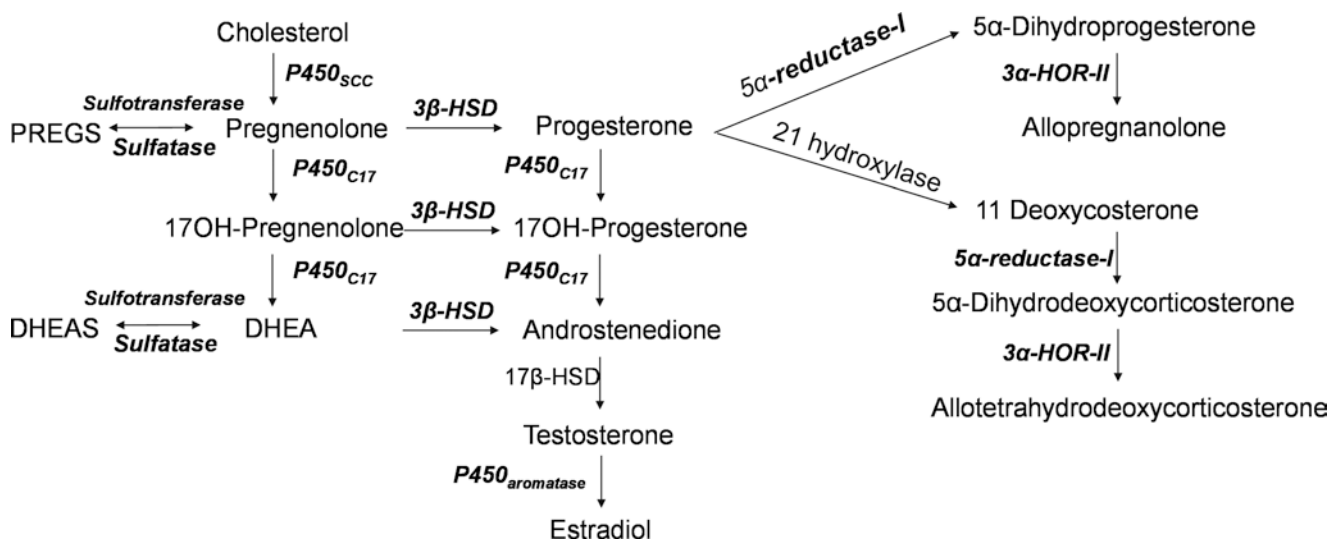 Cholesterol
P450SCC
PREGS
Sulfotransferase
Sulfatase
Pregnenolone
3β-HSD
Progesterone
5α-reductase-I
5α-Dihydroprogesterone
3α-HOR-II
Allopregnanolone
21 hydroxylase
P450C17
P450C17
17OH-Pregnenolone
3β-HSD
17OH-Progesterone
11 Deoxycosterone
P450C17
P450C17
5α-reductase-I
DHEAS
Sulfotransferase
Sulfatase
DHEA
3β-HSD
Androstenedione
5α-Dihydrodeoxycorticosterone
17β-HSD
3α-HOR-II
Testosterone
Allotetrahydrodeoxycorticosterone
P450aromatase
Estradiol